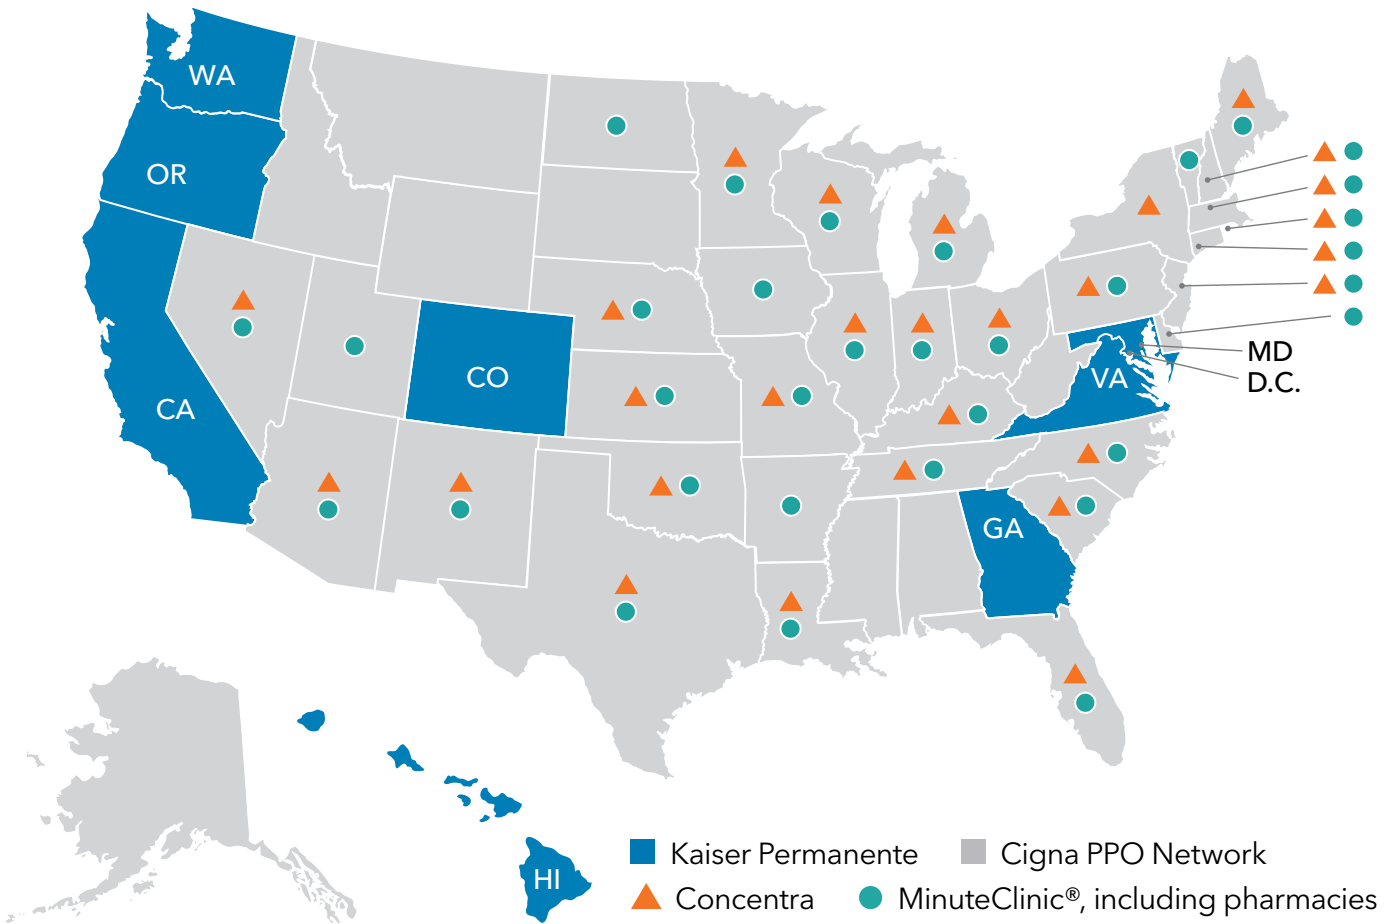 WA
OR
CA
CO
MD
VA
D.C.
GA
HI
Kaiser Permanente
Cigna PPO Network
Concentra
MinuteClinic®, including pharmacies